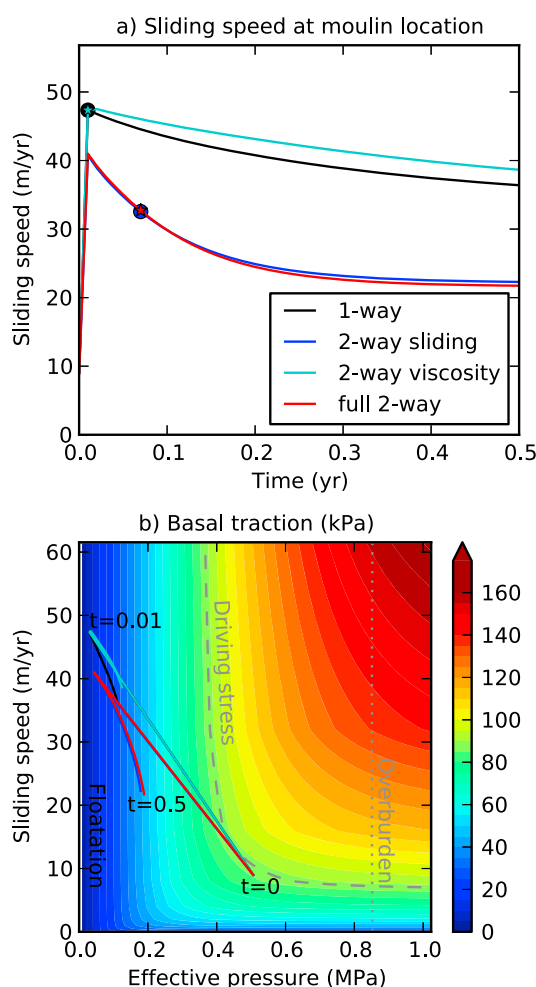 a) Sliding speed at moulin location
50
40
30
20
10
0
Sliding speed (m/yr)
1-way
2-way sliding
2-way viscosity
full 2-way
0.0 0.1 0.2 0.3 0.4 0.5
Time (yr)
b) Basal traction (kPa)
60
50
40
30
20
10
0
Sliding speed (m/yr)
t=0.01
t=0.5
t=0
Floatation
Driving stress
Overburden
0.0 0.2 0.4 0.6 0.8 1.0
Effective pressure (MPa)
160
140
120
100
80
60
40
20
0